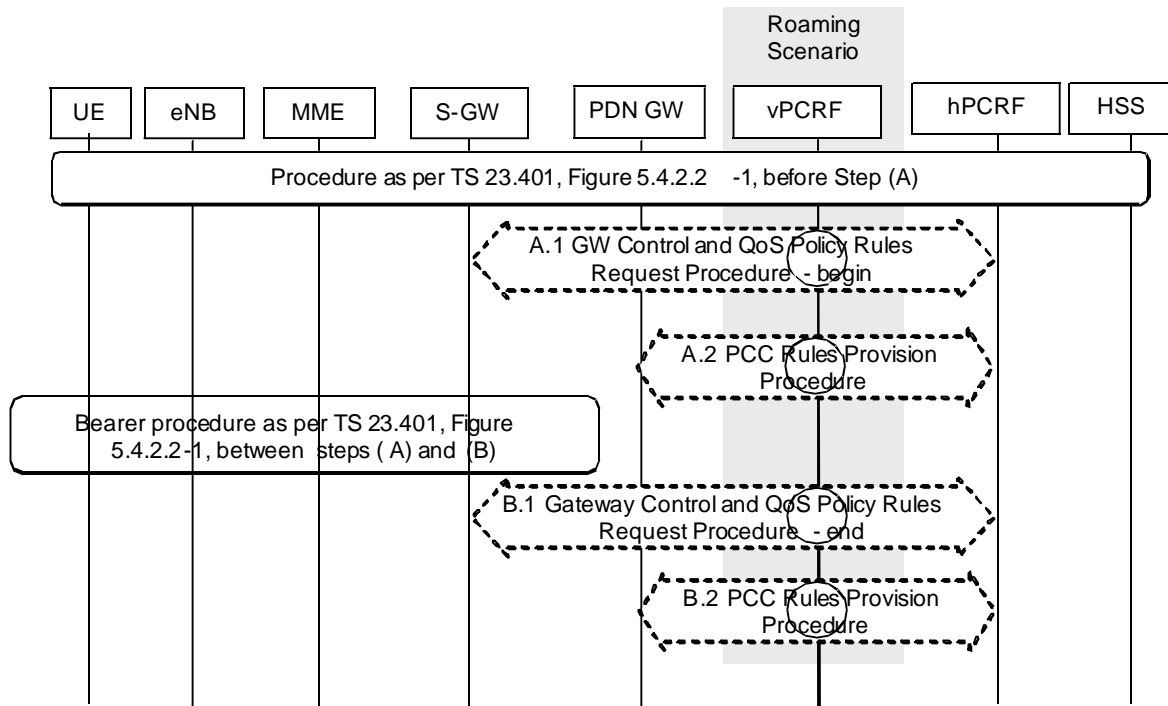 Roaming
Scenario
UE
eNB
MME
S-GW
PDN GW
vPCRF
hPCRF
HSS
Procedure as per TS 23.401, Figure 5.4.2.2 -1, before Step (A)
A.1 GW Control and QoS Policy Rules
Request Procedure - begin
A.2 PCC Rules Provision
Procedure
Bearer procedure as per TS 23.401, Figure
5.4.2.2-1, between steps ( A) and (B)
B.1 Gateway Control and QoS Policy Rules
Request Procedure - end
B.2 PCC Rules Provision
Procedure